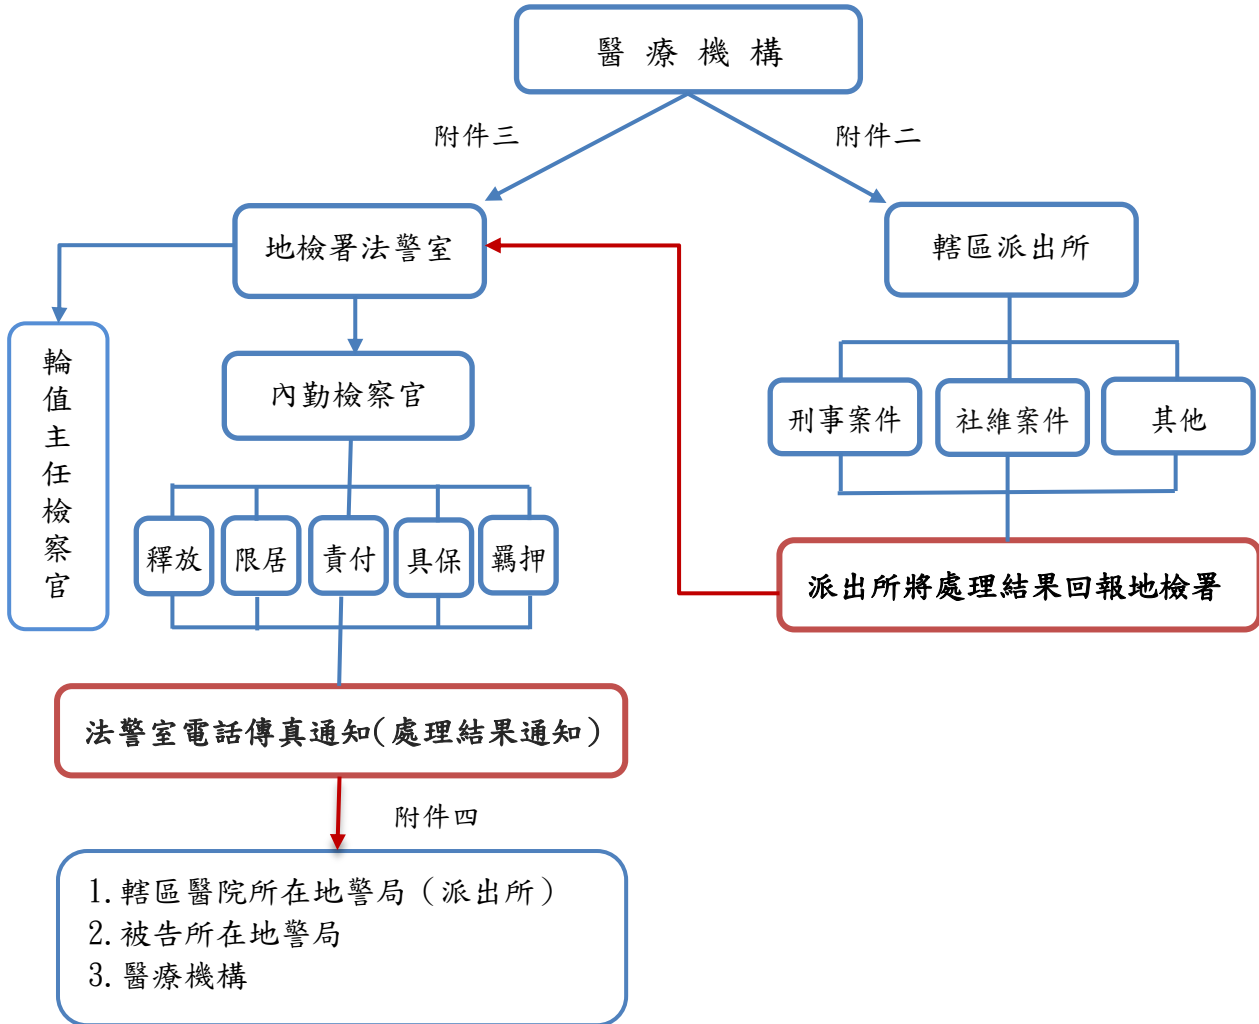 醫 療 機 構
附件三
附件二
地檢署法警室
轄區派出所
輪值主任檢察官
內勤檢察官
刑事案件
社維案件
其他
釋放
限居
責付
具保
羈押
派出所將處理結果回報地檢署
法警室電話傳真通知(處理結果通知)
附件四
1.轄區醫院所在地警局（派出所）
2.被告所在地警局
3.醫療機構